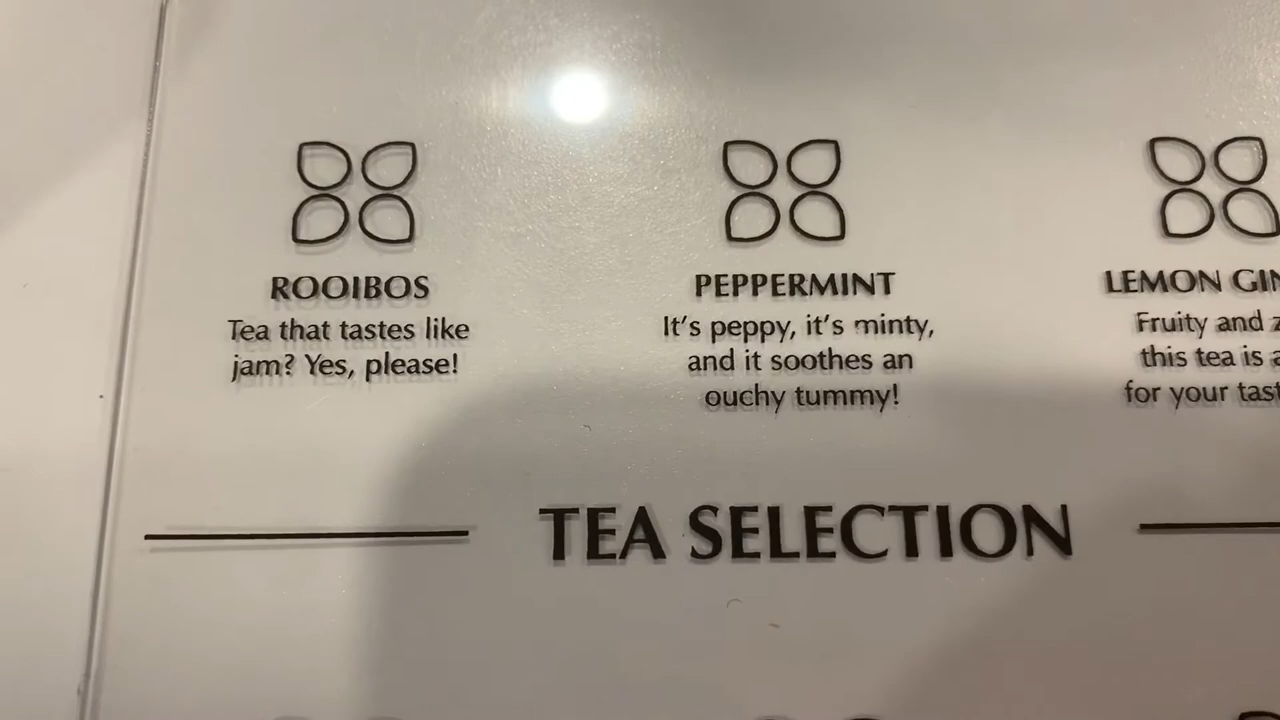 ROOIBOS
Tea that tastes like
jam? Yes, please!
PEPPERMINT
It's peppy, it's minty,
and it soothes an
ouchy tummy!
LEMON
Fruity and
this tea is
for your
TEA SELECTION